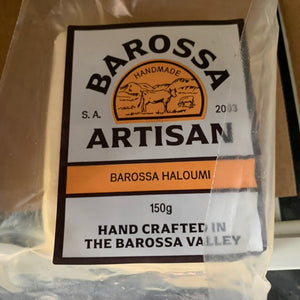 BAROSSA
HANDMADE
S. A. 2003
ARTISAN
BAROSSA HALOUMI
150g
HAND CRAFTED IN
THE BAROSSA VALLEY